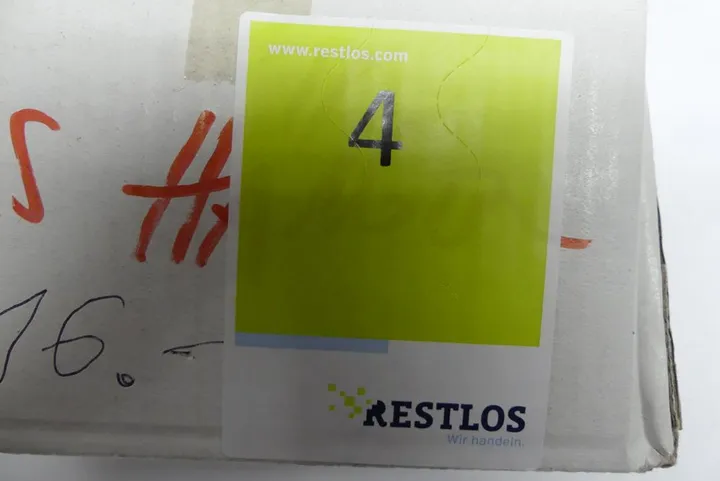 www.restlos.com
4
S
16.-
RESTLOS
Wir handeln.